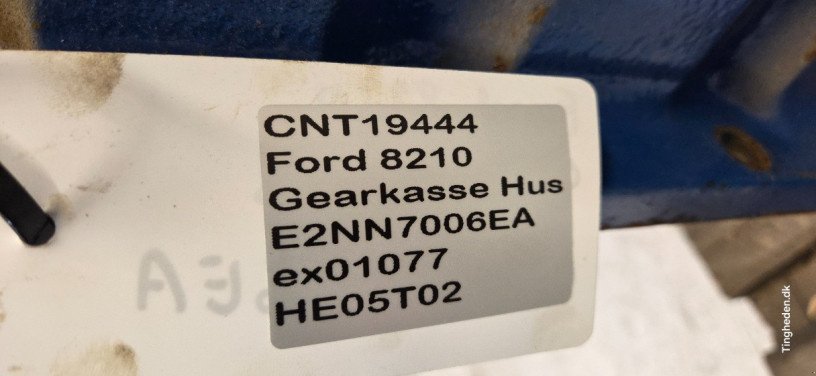 CNT19444
Ford 8210
Gearkasse Hus
E2NN7006EA
ex01077
HE05T02
Tingheden.dk